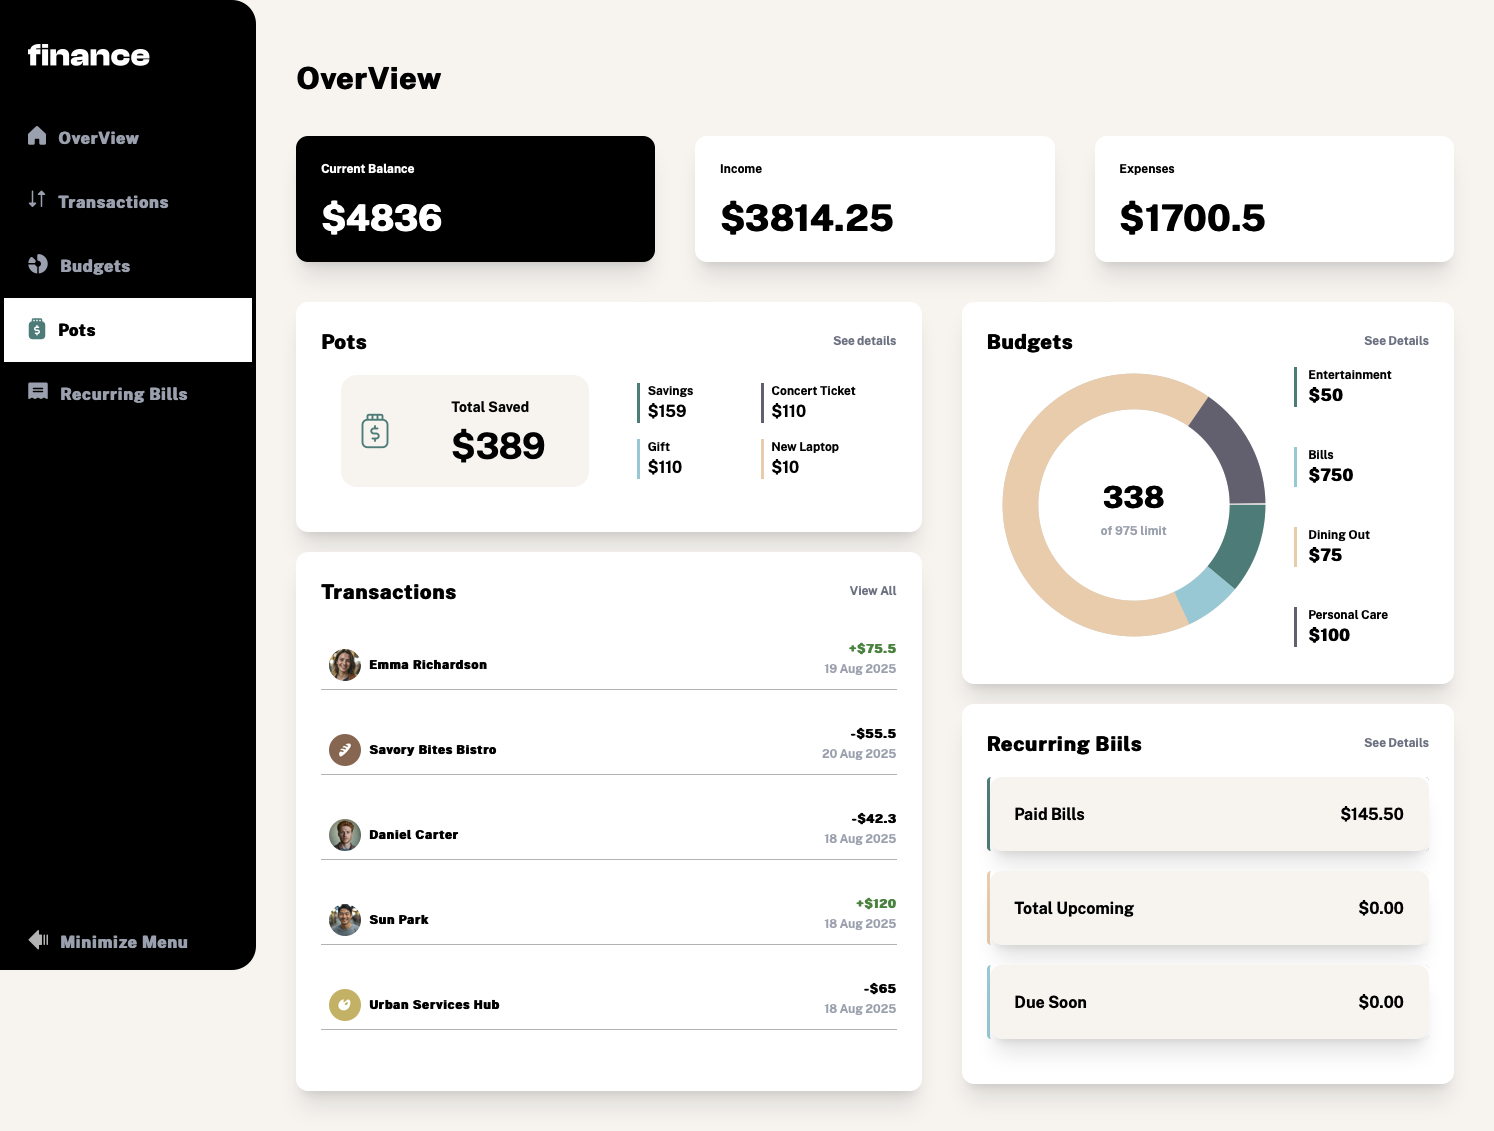 finance
OverView
Transactions
Budgets
Pots
Recurring Bills
Minimize Menu
OverView
Current Balance
$4836
Income
$3814.25
Expenses
$1700.5
Pots
See details
Total Saved
$389
Savings
$159
Concert Ticket
$110
Gift
$110
New Laptop
$10
Transactions
View All
Emma Richardson
+$75.5
19 Aug 2025
Savory Bites Bistro
-$55.5
20 Aug 2025
Daniel Carter
-$42.3
18 Aug 2025
Sun Park
+$120
18 Aug 2025
Urban Services Hub
-$65
18 Aug 2025
Budgets
See Details
338
of 975 limit
Entertainment
$50
Bills
$750
Dining Out
$75
Personal Care
$100
Recurring Biils
See Details
Paid Bills
$145.50
Total Upcoming
$0.00
Due Soon
$0.00